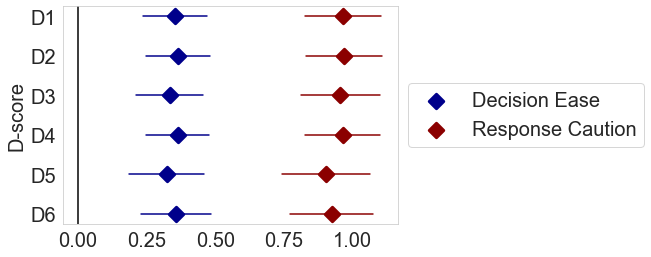 D-score
D1
D2
D3
D4
D5
D6
0.00 0.25 0.50 0.75 1.00
Decision Ease
Response Caution